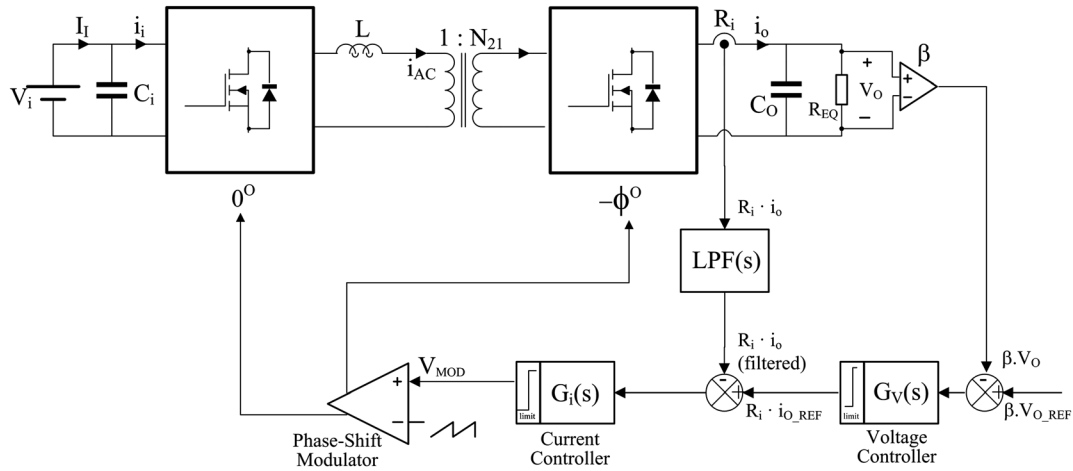 I_I
i_i
L
1 : N_21
i_AC
R_i
i_o
β
V_i
C_i
C_O
R_EQ
+
V_O
−
+
−
0^O
−ϕ^O
R_i · i_o
LPF(s)
R_i · i_o
(filtered)
β.V_O
V_MOD
+
−
limit
G_i(s)
-
+
R_i · i_O_REF
limit
G_V(s)
-
+
β.V_O_REF
Phase-Shift
Modulator
Current
Controller
Voltage
Controller